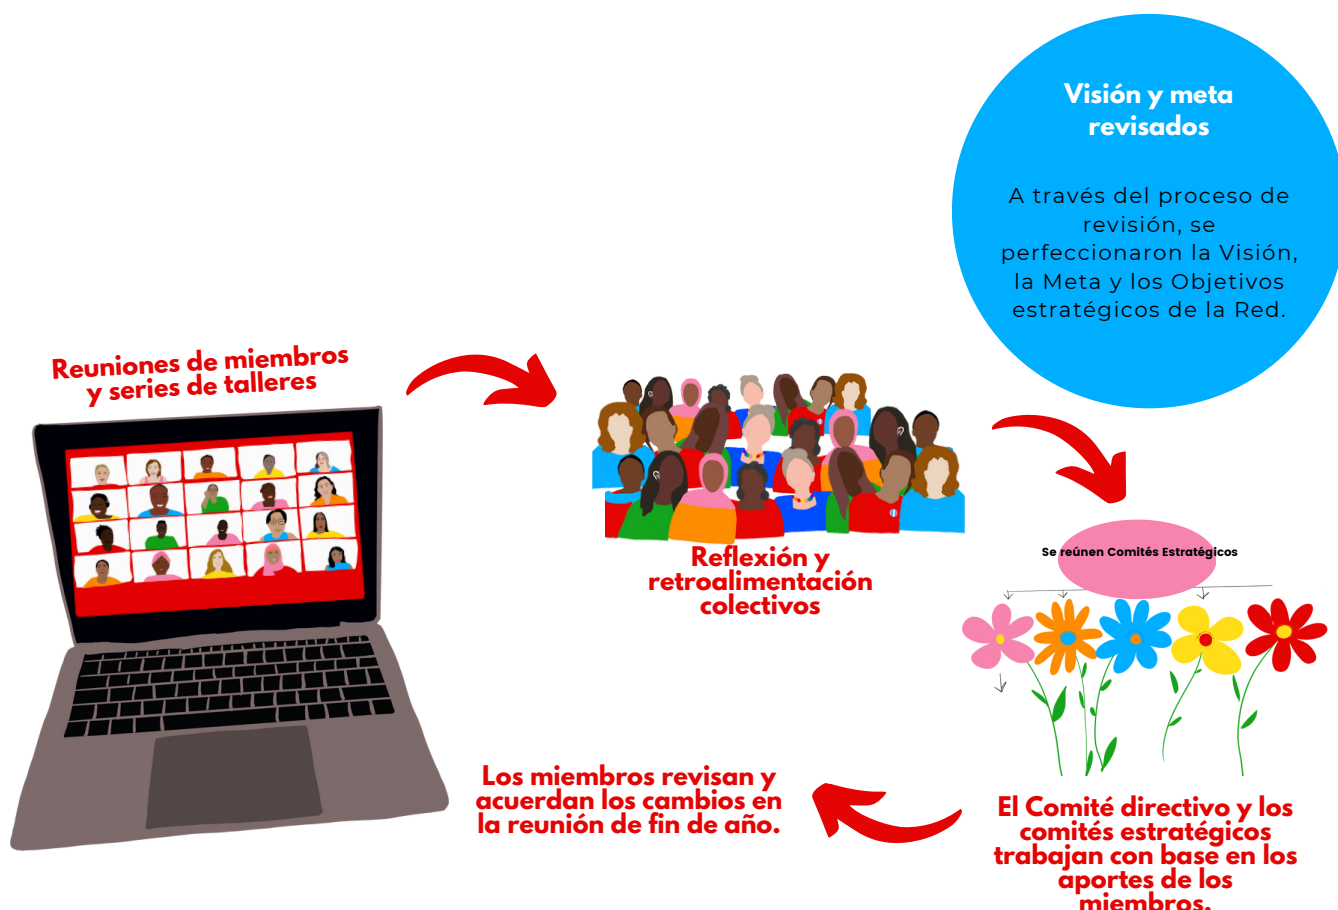 Visión y meta
revisados
A través del proceso de
revisión, se
perfeccionaron la Visión,
la Meta y los Objetivos
estratégicos de la Red.
Reuniones de miembros
y series de talleres
Reflexión y
retroalimentación
colectivos
Se reúnen Comités Estratégicos
El Comité directivo y los
comités estratégicos
trabajan con base en los
aportes de los
miembros.
Los miembros revisan y
acuerdan los cambios en
la reunión de fin de año.